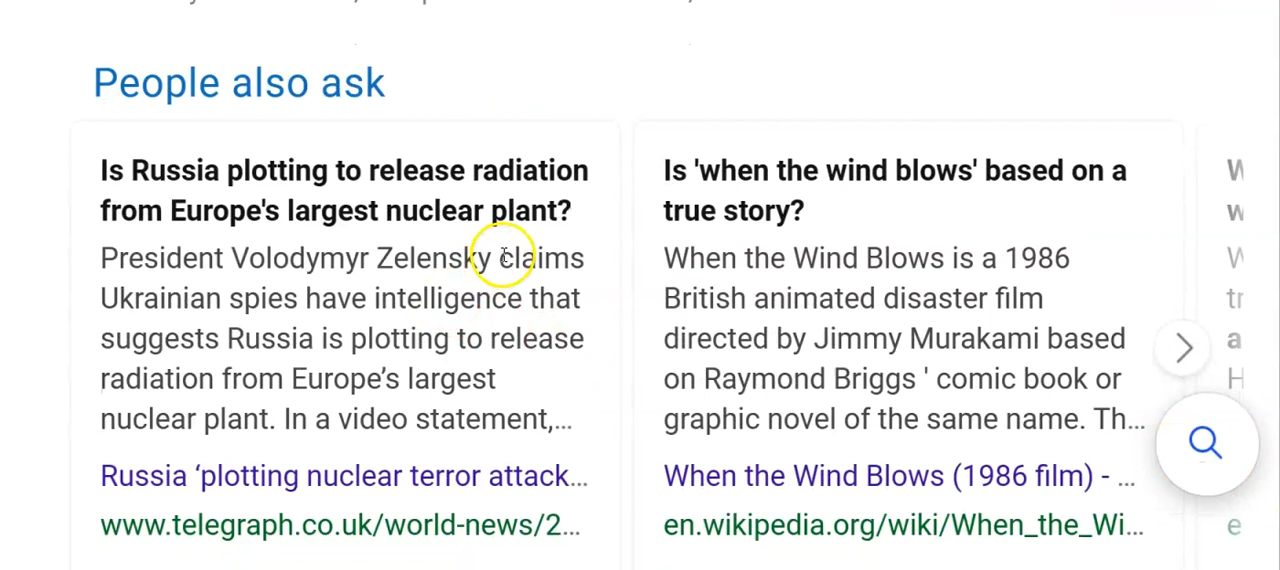 People also ask
Is Russia plotting to release radiation
from Europe's largest nuclear plant?
President Volodymyr Zelensky claims
Ukrainian spies have intelligence that
suggests Russia is plotting to release
radiation from Europe’s largest
nuclear plant. In a video statement,...
Russia ‘plotting nuclear terror attack...
www.telegraph.co.uk/world-news/2...
Is 'when the wind blows' based on a
true story?
When the Wind Blows is a 1986
British animated disaster film
directed by Jimmy Murakami based
on Raymond Briggs ' comic book or
graphic novel of the same name. Th...
When the Wind Blows (1986 film) - ...
en.wikipedia.org/wiki/When_the_Wi...